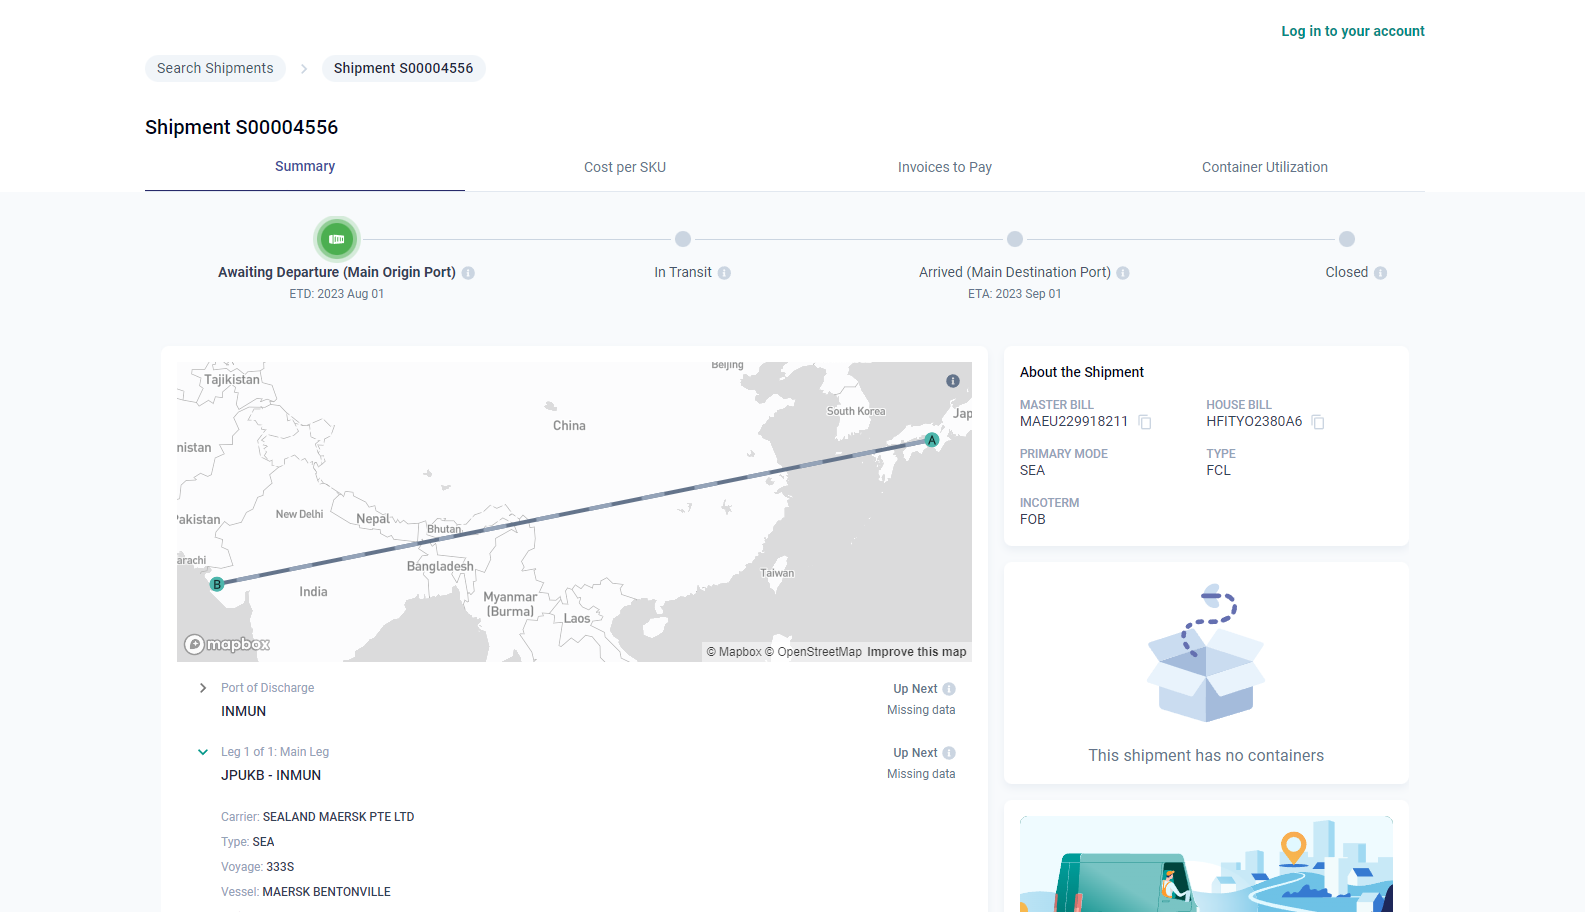 Log in to your account
Search Shipments
Shipment S00004556
Shipment S00004556
Summary
Cost per SKU
Invoices to Pay
Container Utilization
Awaiting Departure (Main Origin Port)
ETD: 2023 Aug 01
In Transit
Arrived (Main Destination Port)
ETA: 2023 Sep 01
Closed
Beijing
Tajikistan
South Korea
Jap
China
nistan
New Delhi
Nepal
Pakistan
Bhutan
arachi
Bangladesh
Taiwan
India
Myanmar
(Burma)
Laos
A
B
mapbox
© Mapbox © OpenStreetMap Improve this map
Port of Discharge
INMUN
Up Next
Missing data
Leg 1 of 1: Main Leg
JPUKB - INMUN
Up Next
Missing data
Carrier: SEALAND MAERSK PTE LTD
Type: SEA
Voyage: 333S
Vessel: MAERSK BENTONVILLE
About the Shipment
MASTER BILL
MAEU229918211
HOUSE BILL
HFITYO2380A6
PRIMARY MODE
SEA
TYPE
FCL
INCOTERM
FOB
This shipment has no containers